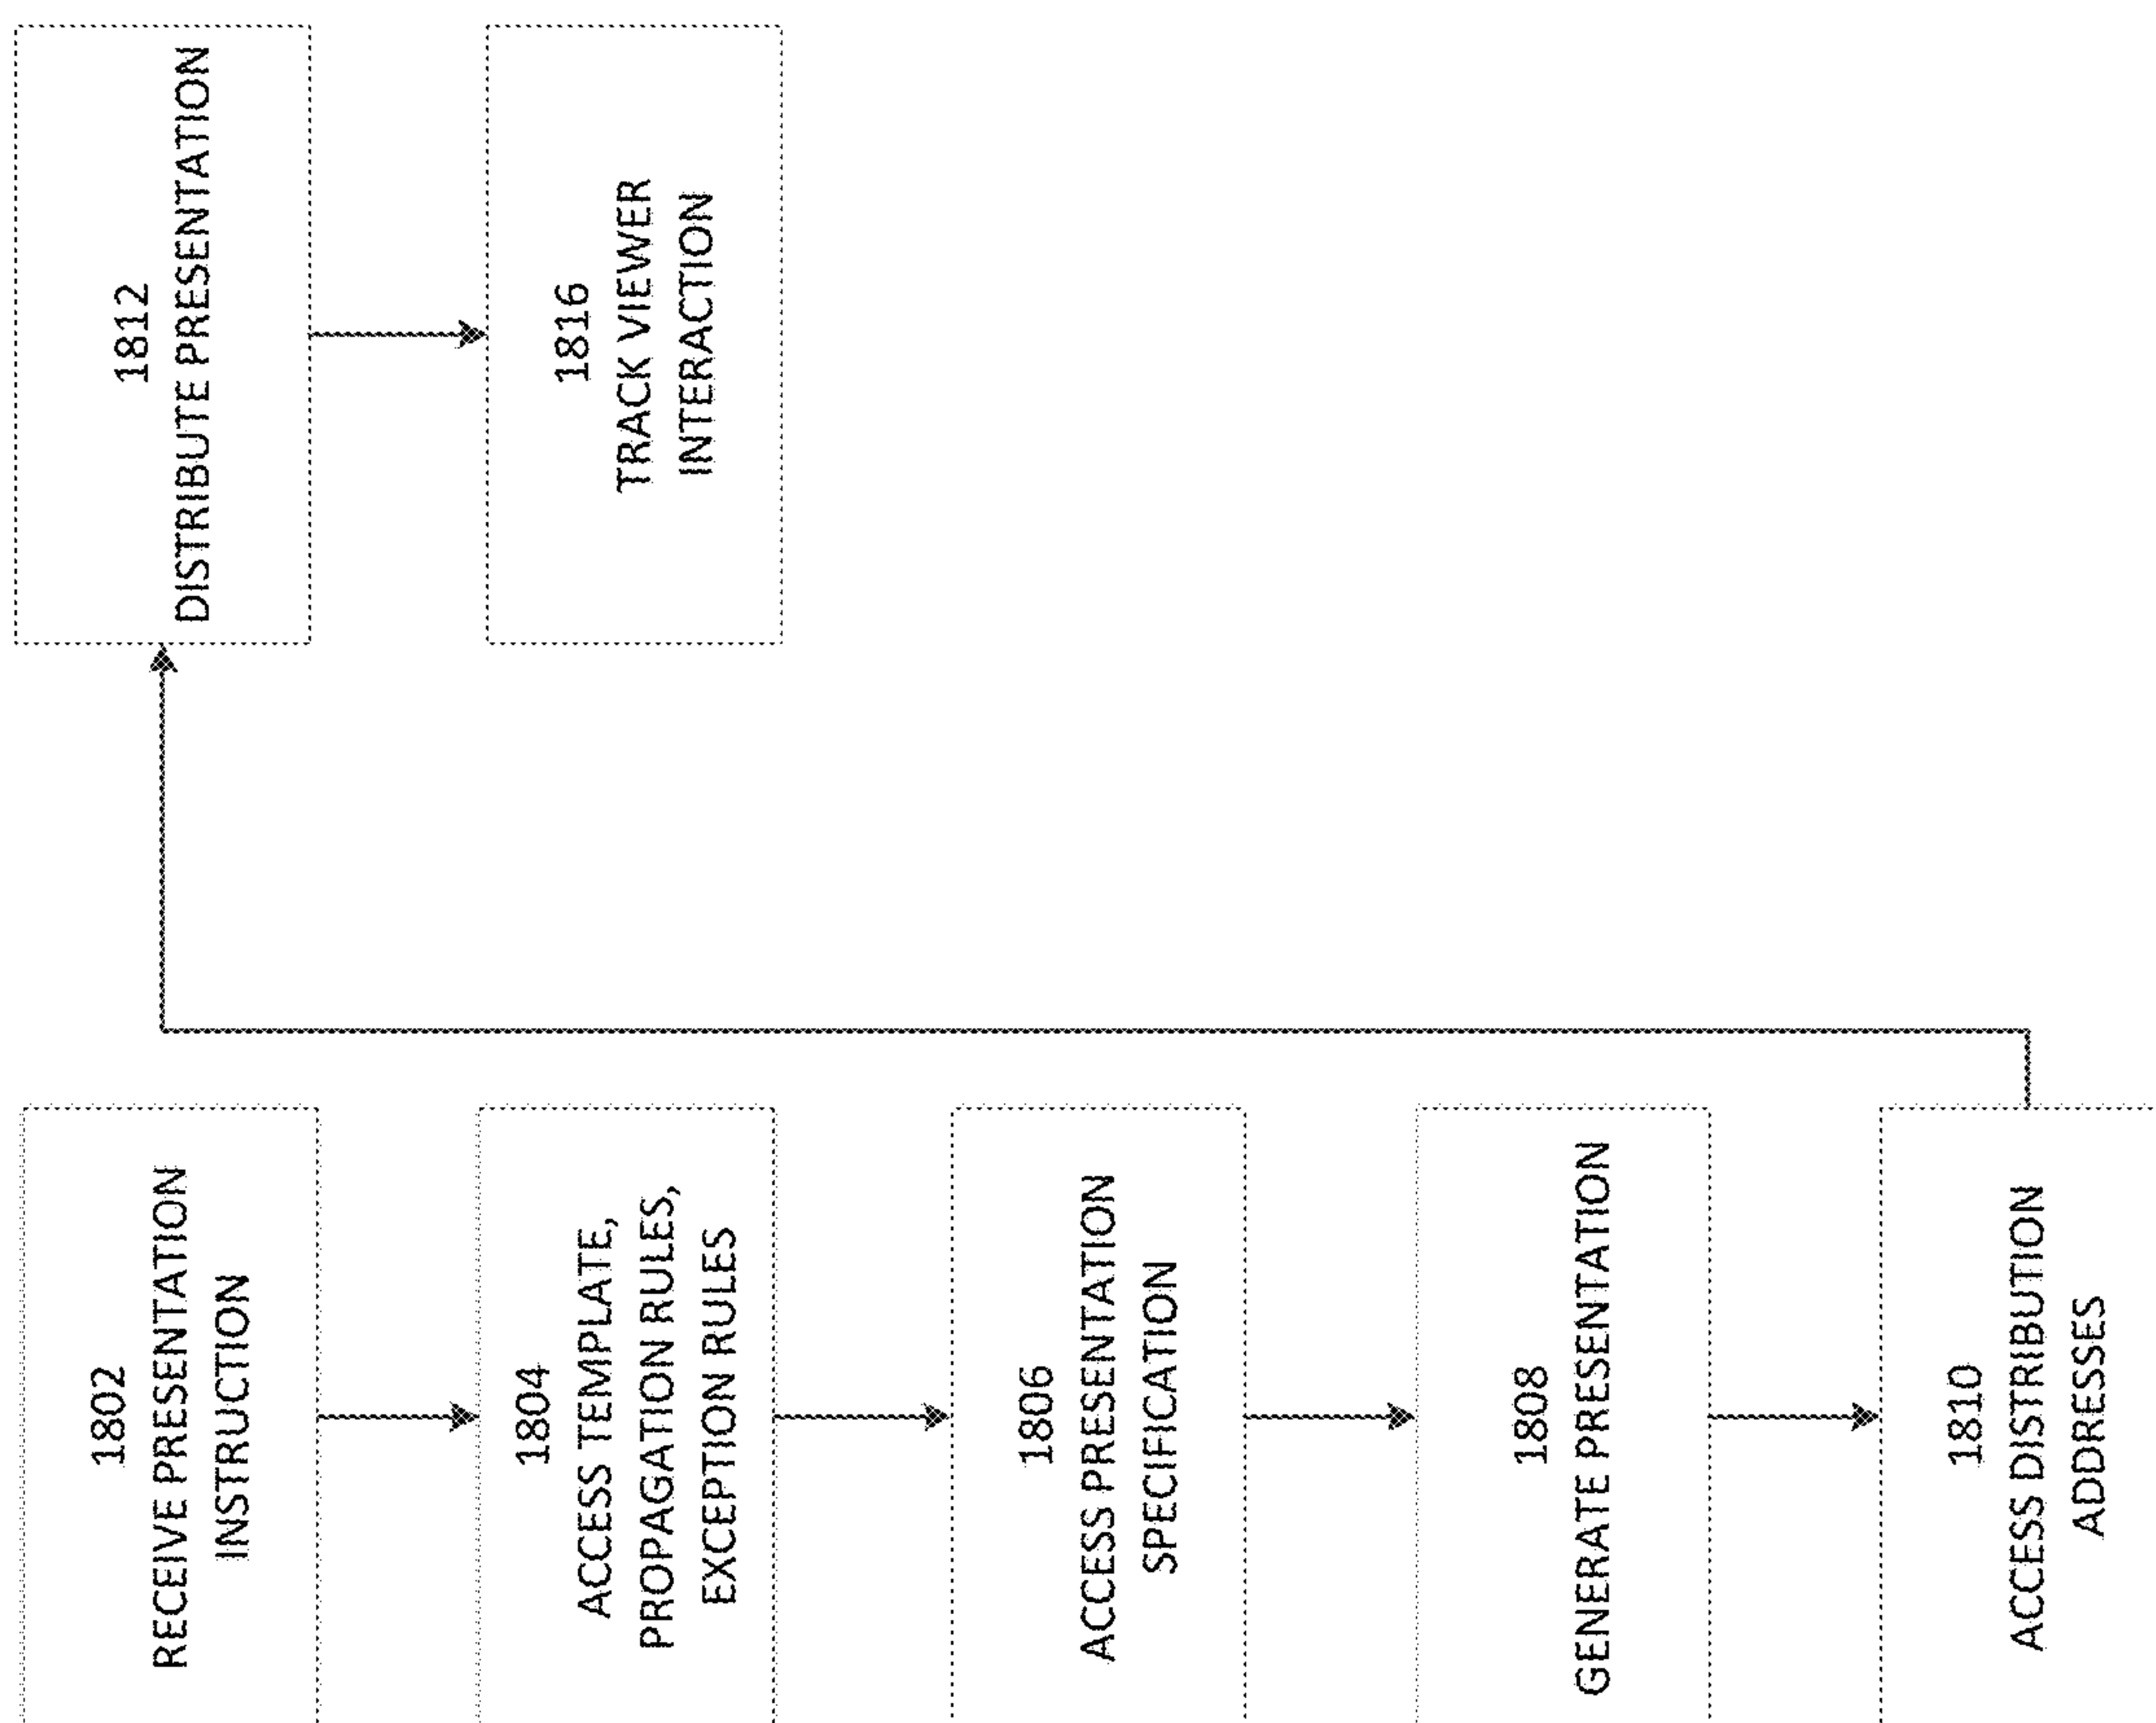 1802
RECEIVE PRESENTATION
INSTRUCTION
1804
ACCESS TEMPLATE,
PROPAGATION RULES,
EXCEPTION RULES
1806
ACCESS PRESENTATION
SPECIFICATION
1808
GENERATE PRESENTATION
1810
ACCESS DISTRIBUTION
ADDRESSES
1812
DISTRIBUTE PRESENTATION
1816
TRACK VIEWER
INTERACTION